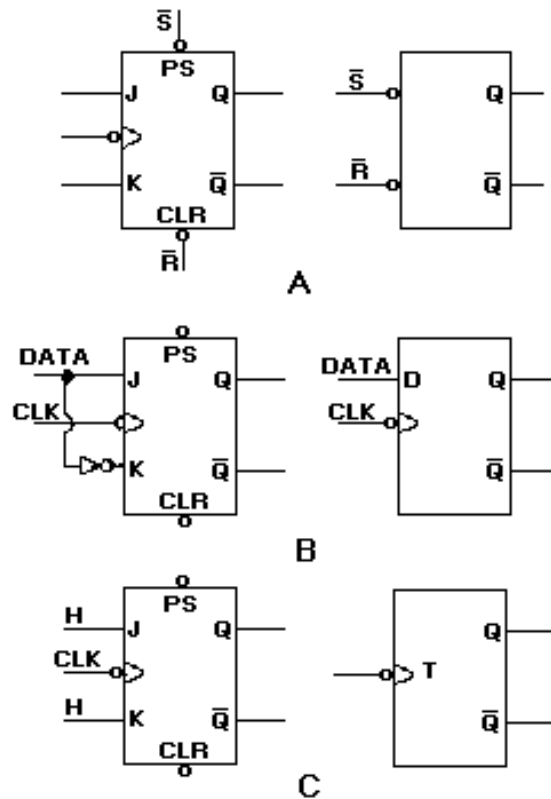 S̅
PS
J Q S̅ Q
K Q̅ R̅ Q̅
CLR
R̅
A
PS
DATA J Q DATA D Q
CLK CLK
K Q̅ Q̅
CLR
B
PS
H J Q Q
CLK T
H K Q̅ Q̅
CLR
C